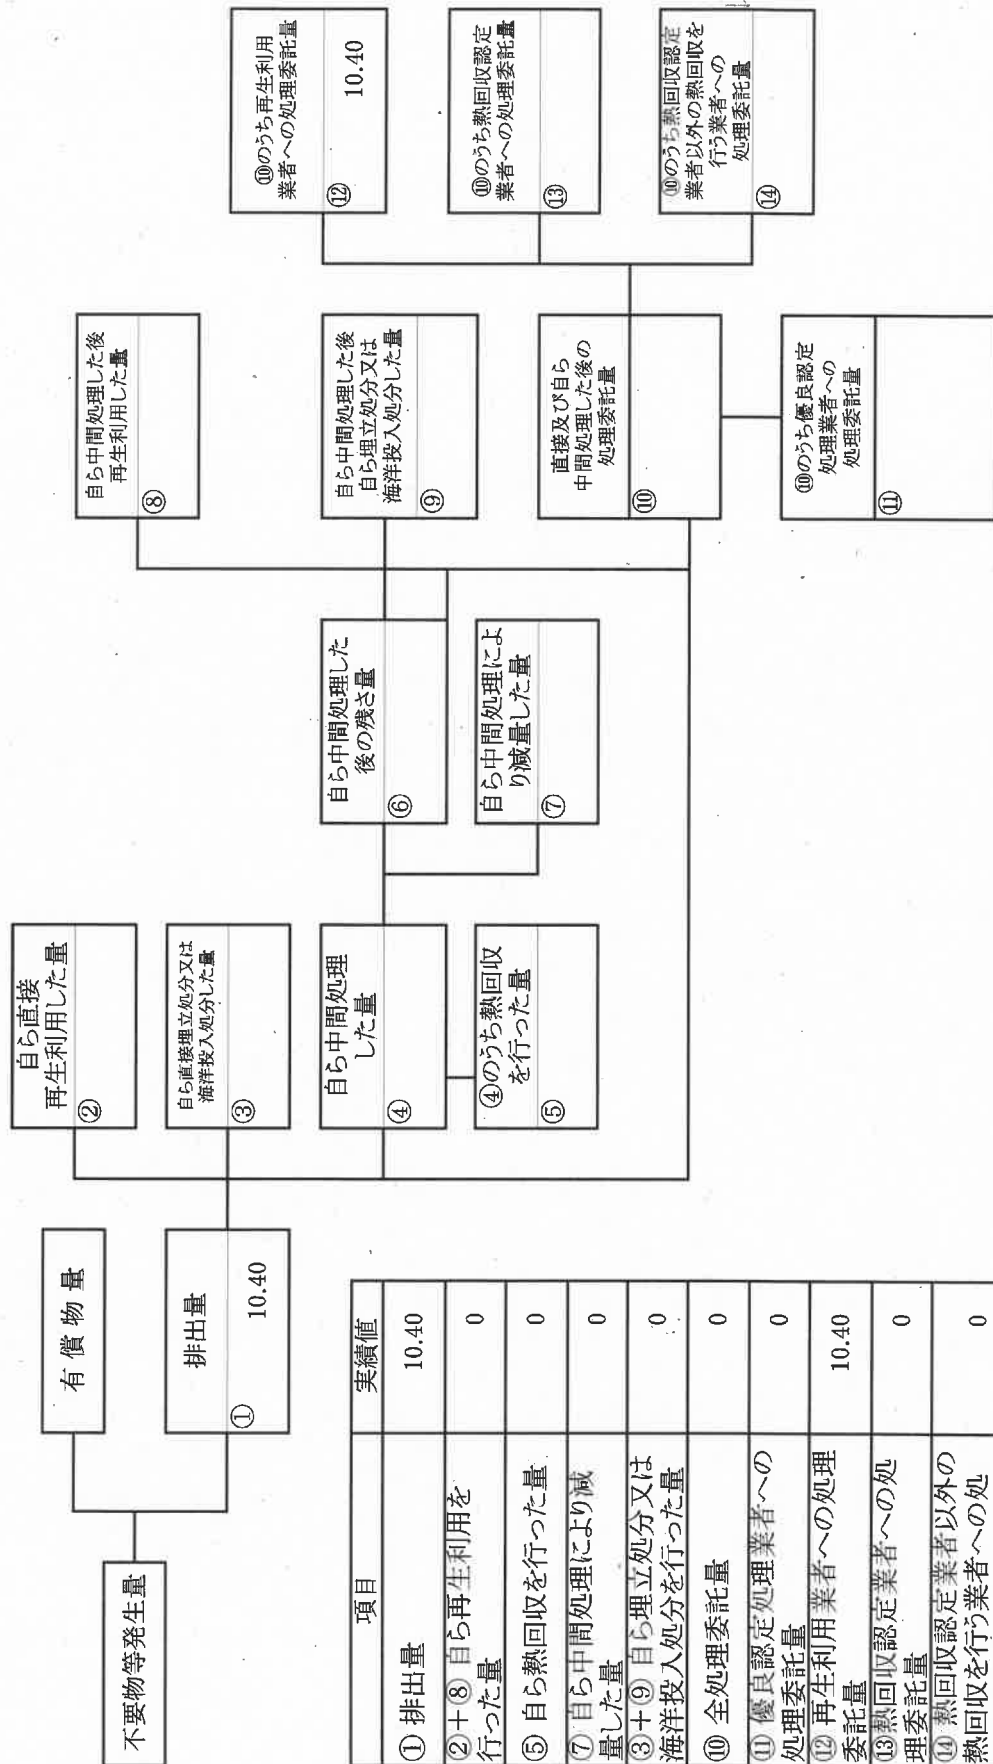 不要物等発生量
有償物量
排出量
①
10.40
自ら直接
再生利用した量
②
自ら直接埋立処分又は
海洋投入処分した量
③
自ら中間処理
した量
④
④のうち熱回収
を行った量
⑤
自ら中間処理した
後の残さ量
⑥
自ら中間処理によ
り減量した量
⑦
自ら中間処理した後
再生利用した量
⑧
自ら中間処理した後
自ら埋立処分又は
海洋投入処分した量
⑨
直接及び自ら
中間処理した後の
処理委託量
⑩
⑩のうち優良認定
処理業者への
処理委託量
⑪
⑩のうち再生利用
業者への処理委託量
⑫
10.40
⑩のうち熱回収認定
業者への処理委託量
⑬
⑩のうち熱回収認定
業者以外の熱回収を
行う業者への
処理委託量
⑭
項目 実績値
① 排出量 10.40
②+⑧ 自ら再生利用を
行った量 0
⑤ 自ら熱回収を行った量 0
⑦ 自ら中間処理により減
量した量 0
③+⑨ 自ら埋立処分又は
海洋投入処分を行った量 0
⑩ 全処理委託量 0
⑪ 優良認定処理業者への
処理委託量 0
⑫ 再生利用業者への処理
委託量 10.40
⑬ 熱回収認定業者への処
理委託量 0
⑭ 熱回収認定業者以外の
熱回収を行う業者への処 0